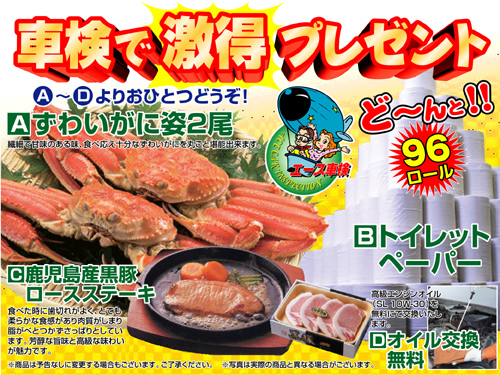 車検で激得プレゼント
A～Dよりおひとつどうぞ!
Aずわいがに姿2尾
繊細で甘味のある味、食べ応え十分なずわいがにを丸ごと堪能出来ます。
エース車検
SPECIAL INSPECTION
ど～んと!!
96
ロール
Bトイレット
ペーパー
C鹿児島産黒豚
ロースステーキ
食べた時に歯切れがよく、とても
柔らかな食感があり肉質がしまり
脂がべとつかずさっぱりとしてい
ます。芳醇な旨味と高級な味わい
が魅力です。
高級エンジンオイル
(SL 10W-30)を
無料にて交換いたし
ます。
Dオイル交換
無料
※商品は予告なしに変更する場合もございます。ご了承ください。
※写真は実際の商品と異なる場合がございます。